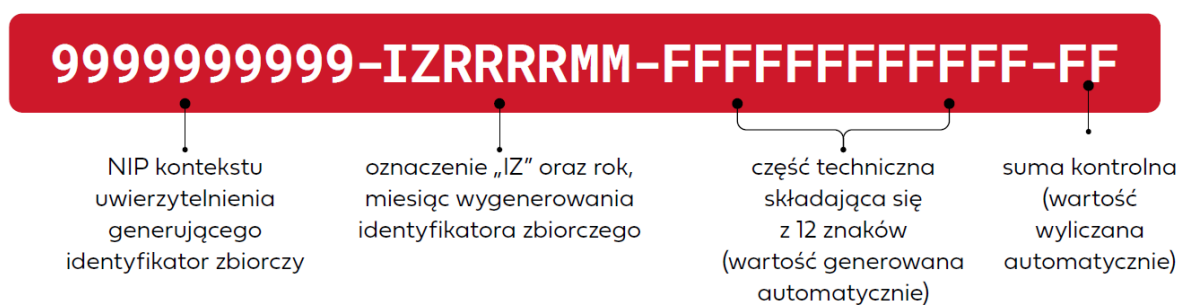 9999999999-IZRRRRMM-FFFFFFFFFFFF-FF
NIP kontekstu
uwierzytelnienia
generującego
identyfikator zbiorczy
oznaczenie „IZ” oraz rok,
miesiąc wygenerowania
identyfikatora zbiorczego
część techniczna
składająca się
z 12 znaków
(wartość generowana
automatycznie)
suma kontrolna
(wartość
wyliczana
automatycznie)